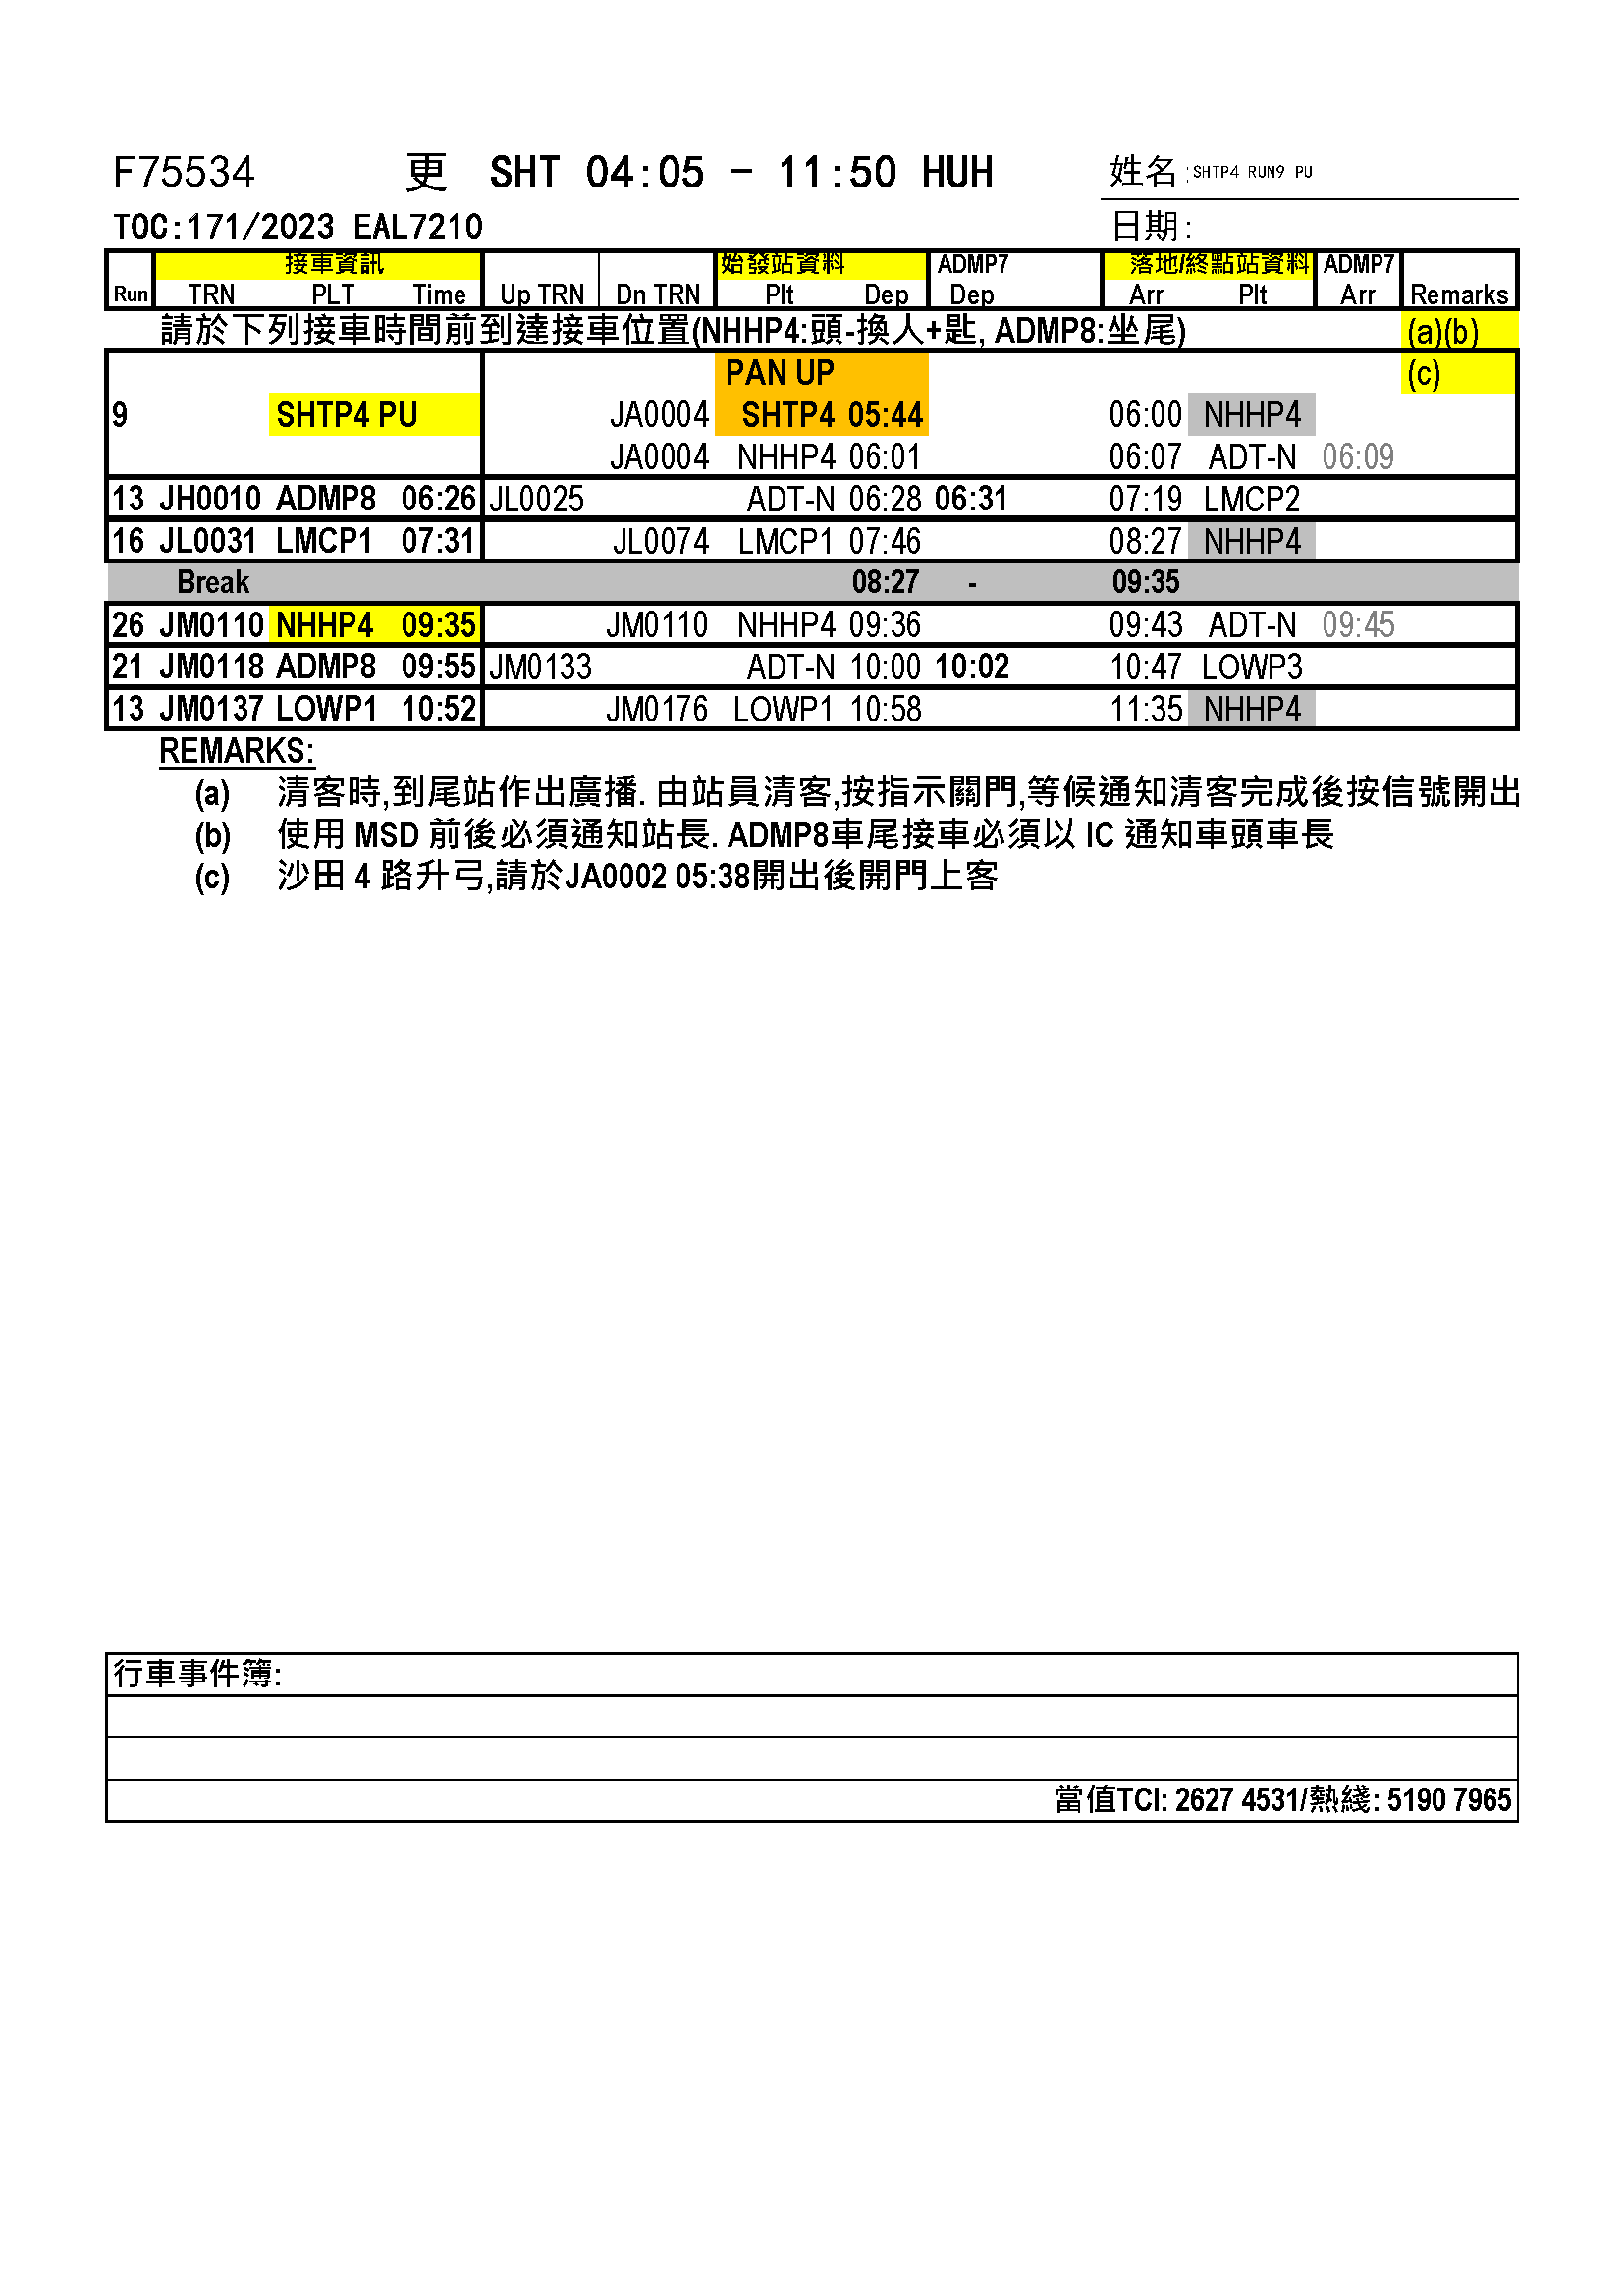 F75534 更 SHT 04:05 - 11:50 HUH 姓名:SHTP4 RUN9 PU
TOC:171/2023 EAL7210 日期:
接車資訊 始發站資料 ADMP7 落地/終點站資料 ADMP7
Run TRN PLT Time Up TRN Dn TRN Plt Dep Dep Arr Plt Arr Remarks
請於下列接車時間前到達接車位置(NHHP4:頭-換人+匙, ADMP8:坐尾) (a)(b)
PAN UP (c)
9 SHTP4 PU JA0004 SHTP4 05:44 06:00 NHHP4
JA0004 NHHP4 06:01 06:07 ADT-N 06:09
13 JH0010 ADMP8 06:26 JL0025 ADT-N 06:28 06:31 07:19 LMCP2
16 JL0031 LMCP1 07:31 JL0074 LMCP1 07:46 08:27 NHHP4
Break 08:27 - 09:35
26 JM0110 NHHP4 09:35 JM0110 NHHP4 09:36 09:43 ADT-N 09:45
21 JM0118 ADMP8 09:55 JM0133 ADT-N 10:00 10:02 10:47 LOWP3
13 JM0137 LOWP1 10:52 JM0176 LOWP1 10:58 11:35 NHHP4
REMARKS:
(a) 清客時,到尾站作出廣播. 由站員清客,按指示關門,等候通知清客完成後按信號開出
(b) 使用 MSD 前後必須通知站長. ADMP8車尾接車必須以 IC 通知車頭車長
(c) 沙田 4 路升弓,請於JA0002 05:38開出後開門上客
行車事件簿:
當值TCI: 2627 4531/熱綫: 5190 7965